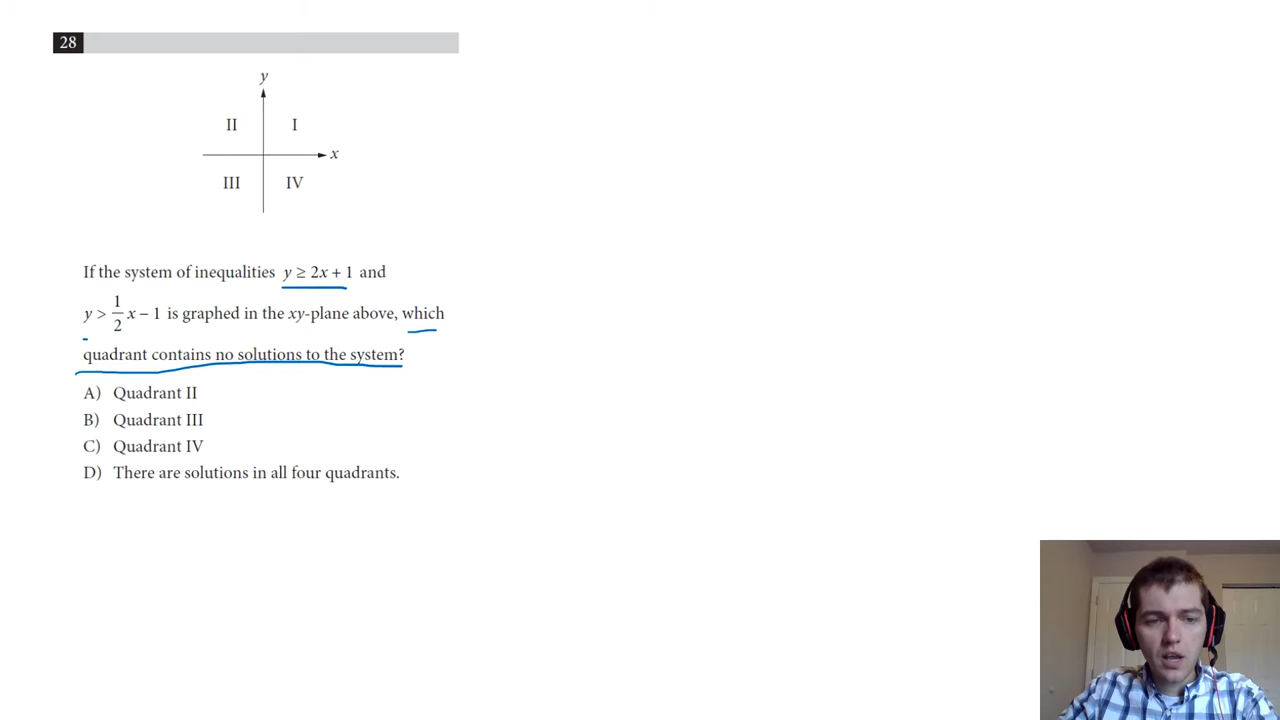 28
y
II I
x
III IV
If the system of inequalities y ≥ 2x + 1 and
y > 1/2 x − 1 is graphed in the xy-plane above, which
quadrant contains no solutions to the system?
A) Quadrant II
B) Quadrant III
C) Quadrant IV
D) There are solutions in all four quadrants.